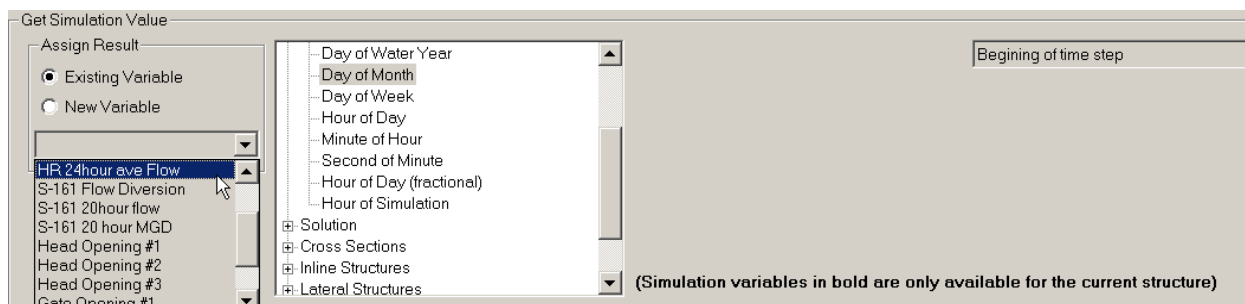 Get Simulation Value
Assign Result
Existing Variable
New Variable
HR 24hour ave Flow
S-161 Flow Diversion
S-161 20hour flow
S-161 20 hour MGD
Head Opening #1
Head Opening #2
Head Opening #3
Gate Opening #1
Day of Water Year
Day of Month
Day of Week
Hour of Day
Minute of Hour
Second of Minute
Hour of Day (fractional)
Hour of Simulation
Solution
Cross Sections
Inline Structures
Lateral Structures
Begining of time step
(Simulation variables in bold are only available for the current structure)